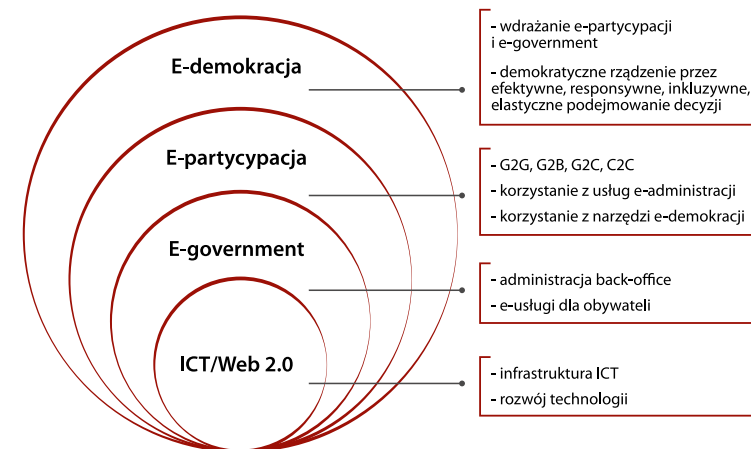 E-demokracja
- wdrażanie e-partycypacji
i e-government
- demokratyczne rządzenie przez
efektywne, responsywne, inkluzywne,
elastyczne podejmowanie decyzji
E-partycypacja
- G2G, G2B, G2C, C2C
- korzystanie z usług e-administracji
- korzystanie z narzędzi e-demokracji
E-government
- administracja back-office
- e-usługi dla obywateli
ICT/Web 2.0
- infrastruktura ICT
- rozwój technologii